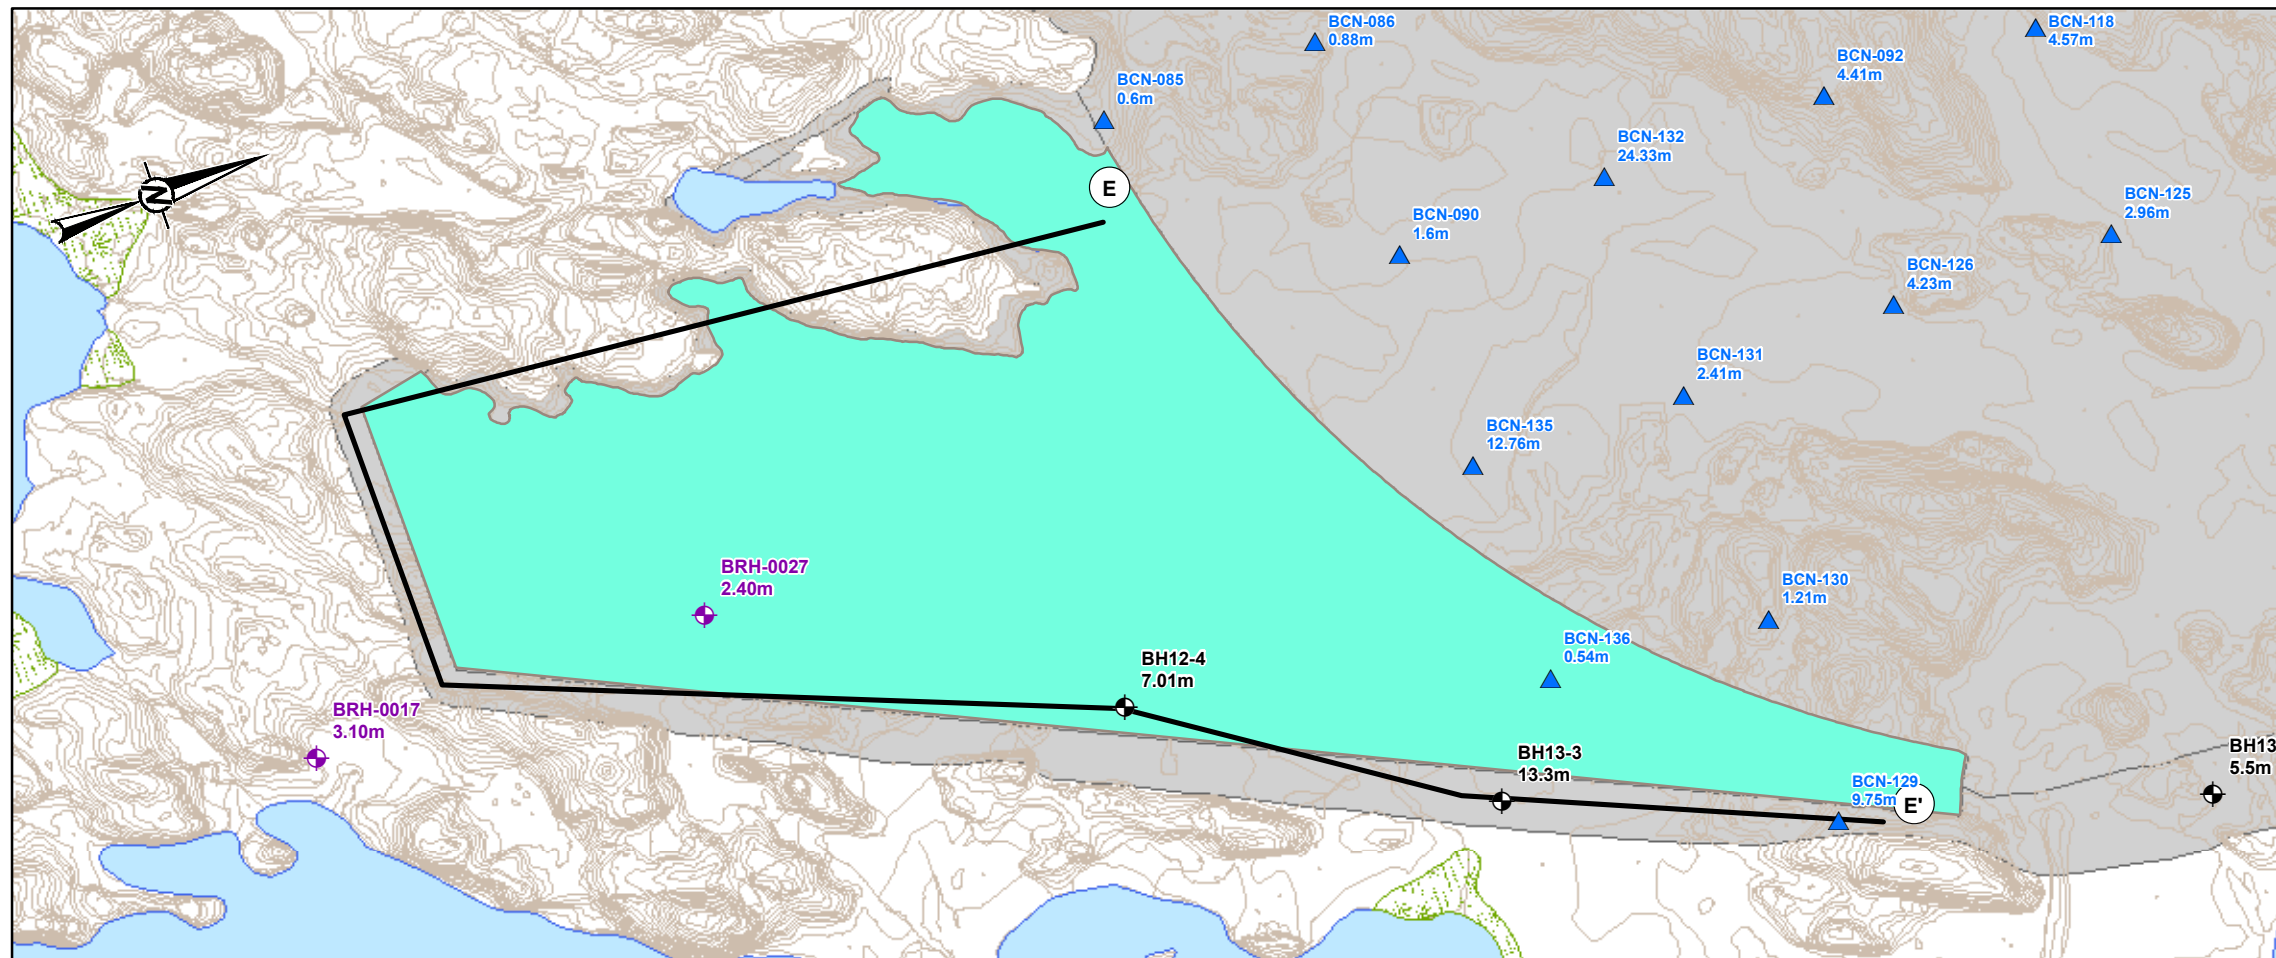 BCN-086
0.88m
BCN-118
4.57m
BCN-092
4.41m
BCN-085
0.6m
BCN-132
24.33m
N
E
BCN-125
2.96m
BCN-090
1.6m
BCN-126
4.23m
BCN-131
2.41m
BCN-135
12.76m
BRH-0027
2.40m
BCN-130
1.21m
BCN-136
0.54m
BH12-4
7.01m
BRH-0017
3.10m
BH13-3
13.3m
BH13
5.5m
BCN-129
9.75m
E'